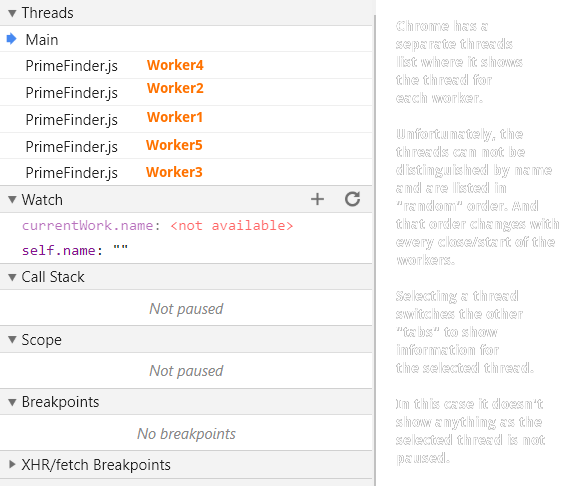 Threads
Main
PrimeFinder.js Worker4
PrimeFinder.js Worker2
PrimeFinder.js Worker1
PrimeFinder.js Worker5
PrimeFinder.js Worker3
Watch
currentWork.name: <not available>
self.name: ""
Call Stack
Not paused
Scope
Not paused
Breakpoints
No breakpoints
XHR/fetch Breakpoints
Chrome has a
separate threads
list where it shows
the thread for
each worker.
Unfortunately, the
threads can not be
distinguished by name
and are listed in
“random” order. And
that order changes with
every close/start of the
workers.
Selecting a thread
switches the other
“tabs” to show
information for
the selected thread.
In this case it doesn’t
show anything as the
selected thread is not
paused.